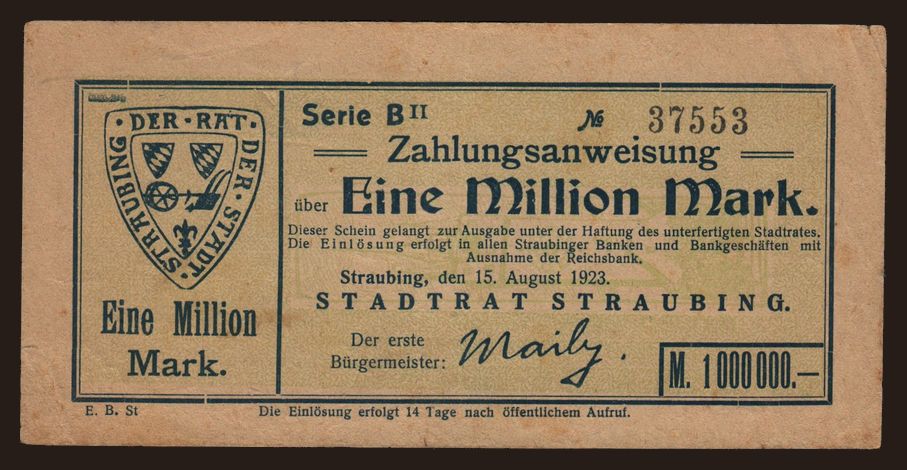 · DER · RAT · DER · STADT · STRAUBING ·
Eine Million
Mark.
Serie B II № 37553
Zahlungsanweisung
über Eine Million Mark.
Dieser Schein gelangt zur Ausgabe unter der Haftung des unterfertigten Stadtrates.
Die Einlösung erfolgt in allen Straubinger Banken und Bankgeschäften mit
Ausnahme der Reichsbank.
Straubing, den 15. August 1923.
STADTRAT STRAUBING.
Der erste
Bürgermeister:
M. 1000000.—
E. B. St
Die Einlösung erfolgt 14 Tage nach öffentlichem Aufruf.